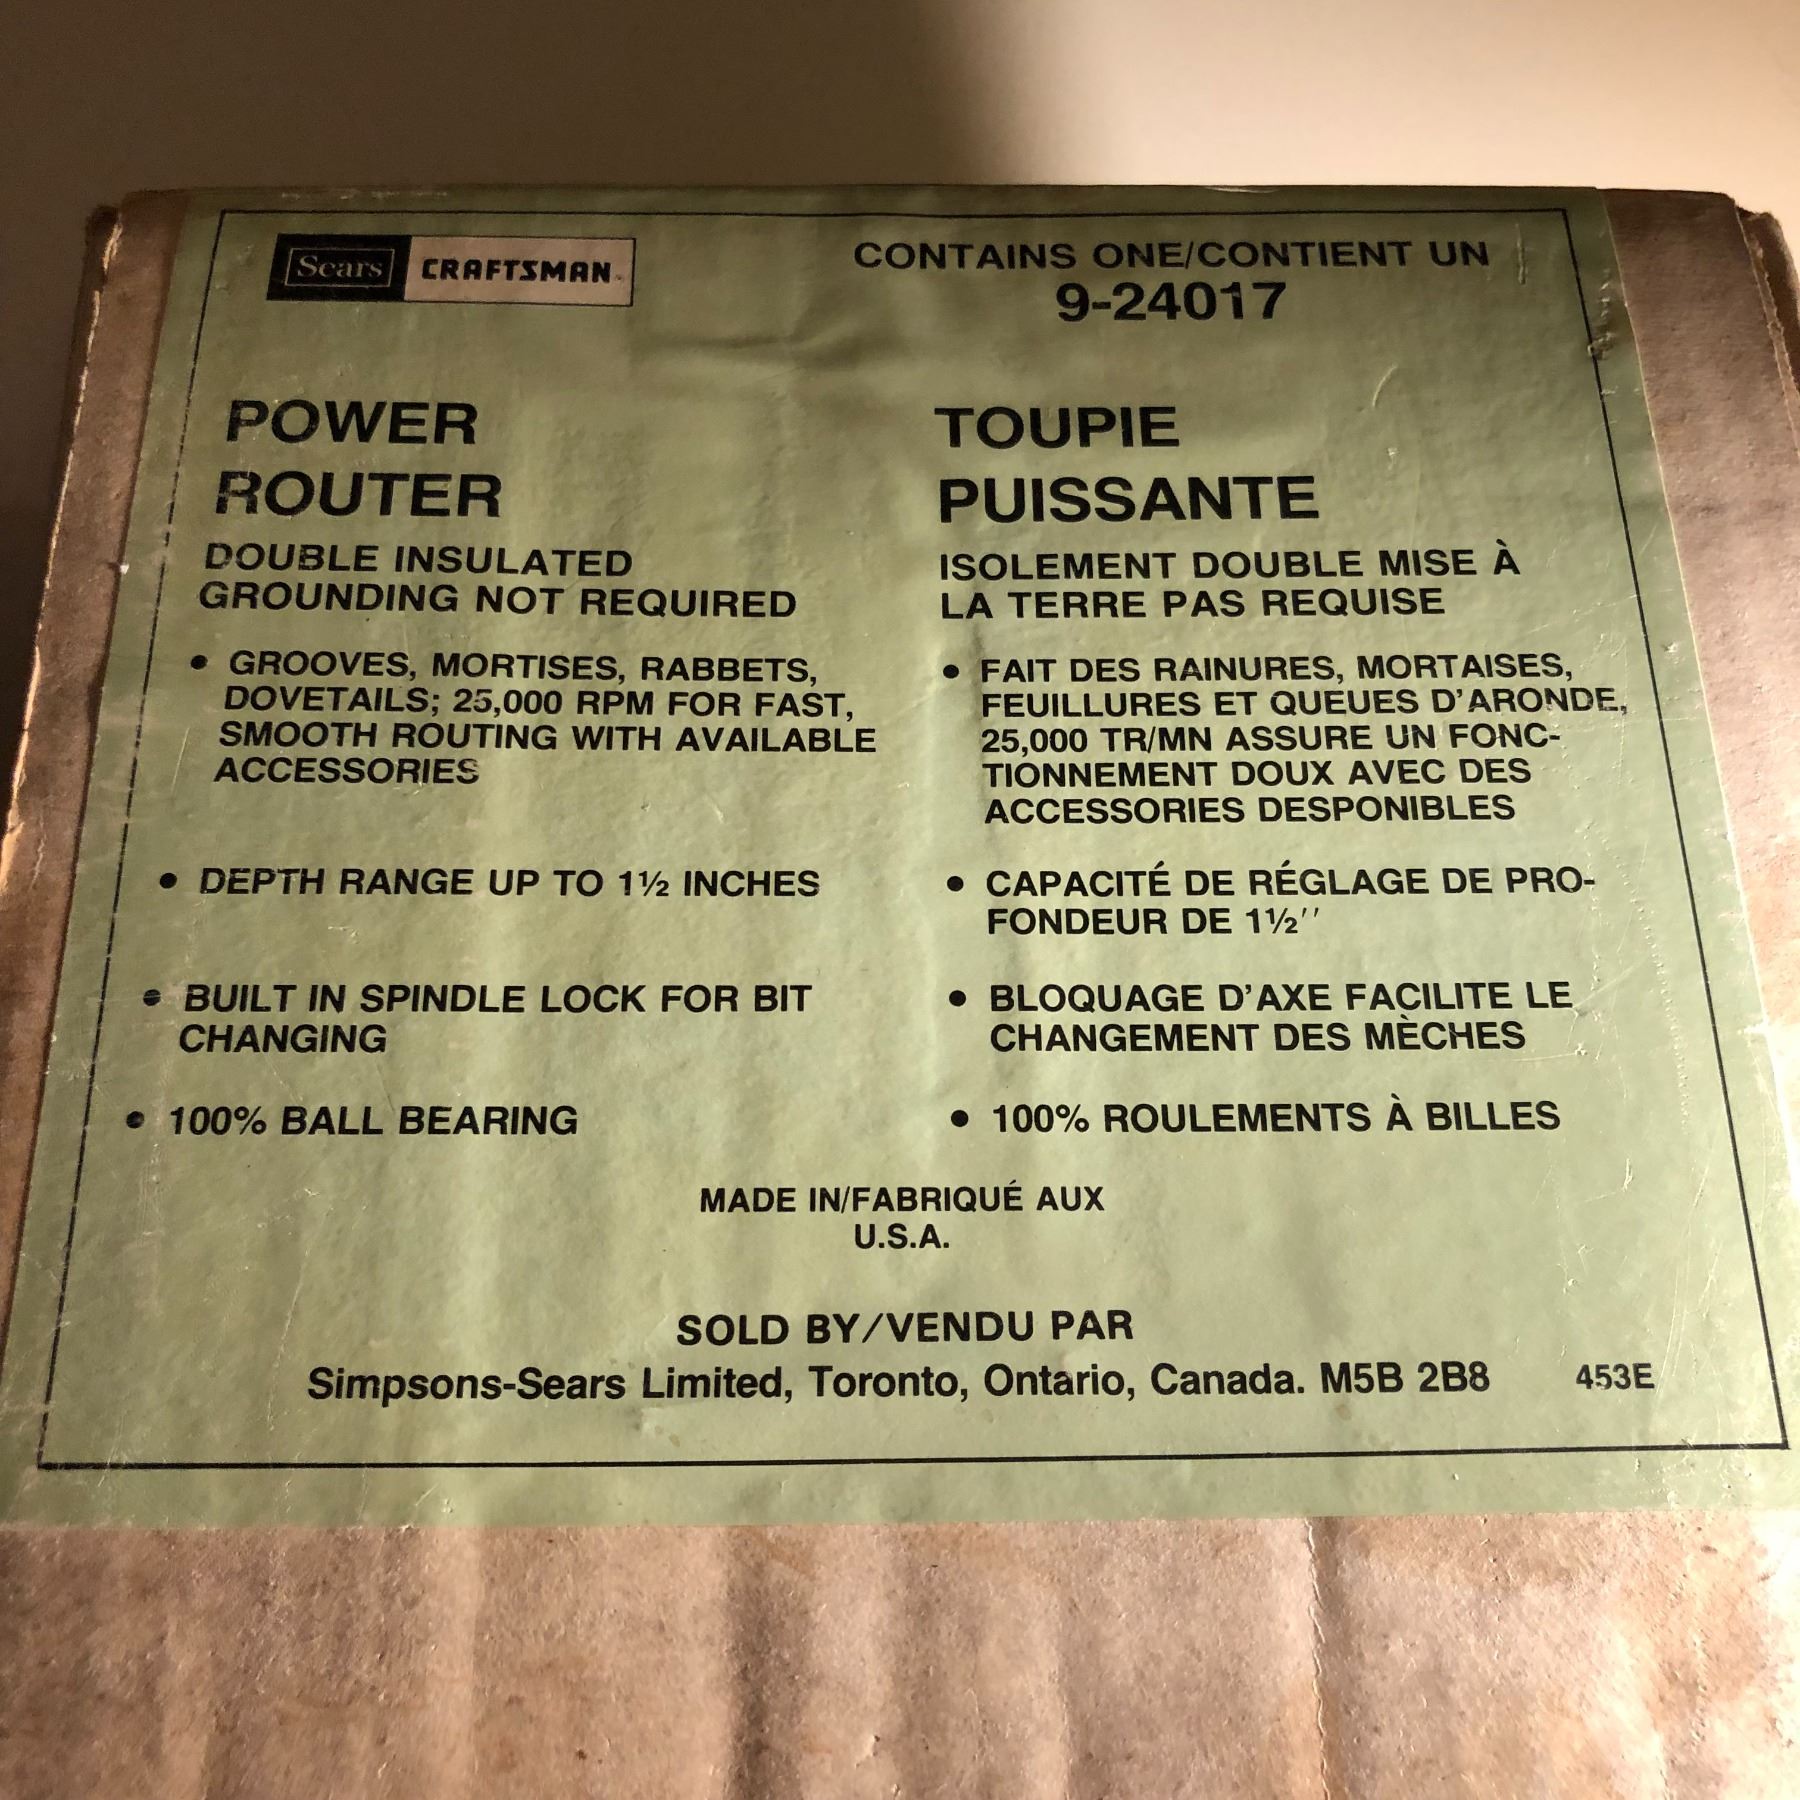 Sears CRAFTSMAN
CONTAINS ONE/CONTIENT UN
9-24017
POWER
ROUTER
DOUBLE INSULATED
GROUNDING NOT REQUIRED
• GROOVES, MORTISES, RABBETS,
DOVETAILS; 25,000 RPM FOR FAST,
SMOOTH ROUTING WITH AVAILABLE
ACCESSORIES
• DEPTH RANGE UP TO 1½ INCHES
• BUILT IN SPINDLE LOCK FOR BIT
CHANGING
• 100% BALL BEARING
TOUPIE
PUISSANTE
ISOLEMENT DOUBLE MISE À
LA TERRE PAS REQUISE
• FAIT DES RAINURES, MORTAISES,
FEUILLURES ET QUEUES D'ARONDE,
25,000 TR/MN ASSURE UN FONC-
TIONNEMENT DOUX AVEC DES
ACCESSORIES DESPONIBLES
• CAPACITÉ DE RÉGLAGE DE PRO-
FONDEUR DE 1½''
• BLOQUAGE D'AXE FACILITE LE
CHANGEMENT DES MÈCHES
• 100% ROULEMENTS À BILLES
MADE IN/FABRIQUÉ AUX
U.S.A.
SOLD BY/VENDU PAR
Simpsons-Sears Limited, Toronto, Ontario, Canada. M5B 2B8
453E